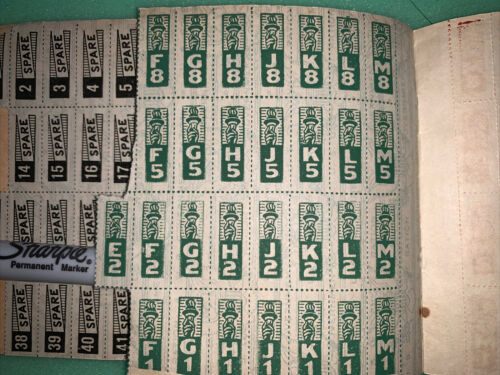 2 SPARE 3 SPARE 4 SPARE 5 F8 G8 H8 J8 K8 L8 M8
14 SPARE 15 SPARE 16 SPARE 17 F5 G5 H5 J5 K5 L5 M5
E2 F2 G2 H2 J2 K2 L2 M2
Sharpie®
Permanent Marker
38 SPARE 39 SPARE 40 SPARE 41 SPARE F1 G1 H1 J1 K1 L1 M1